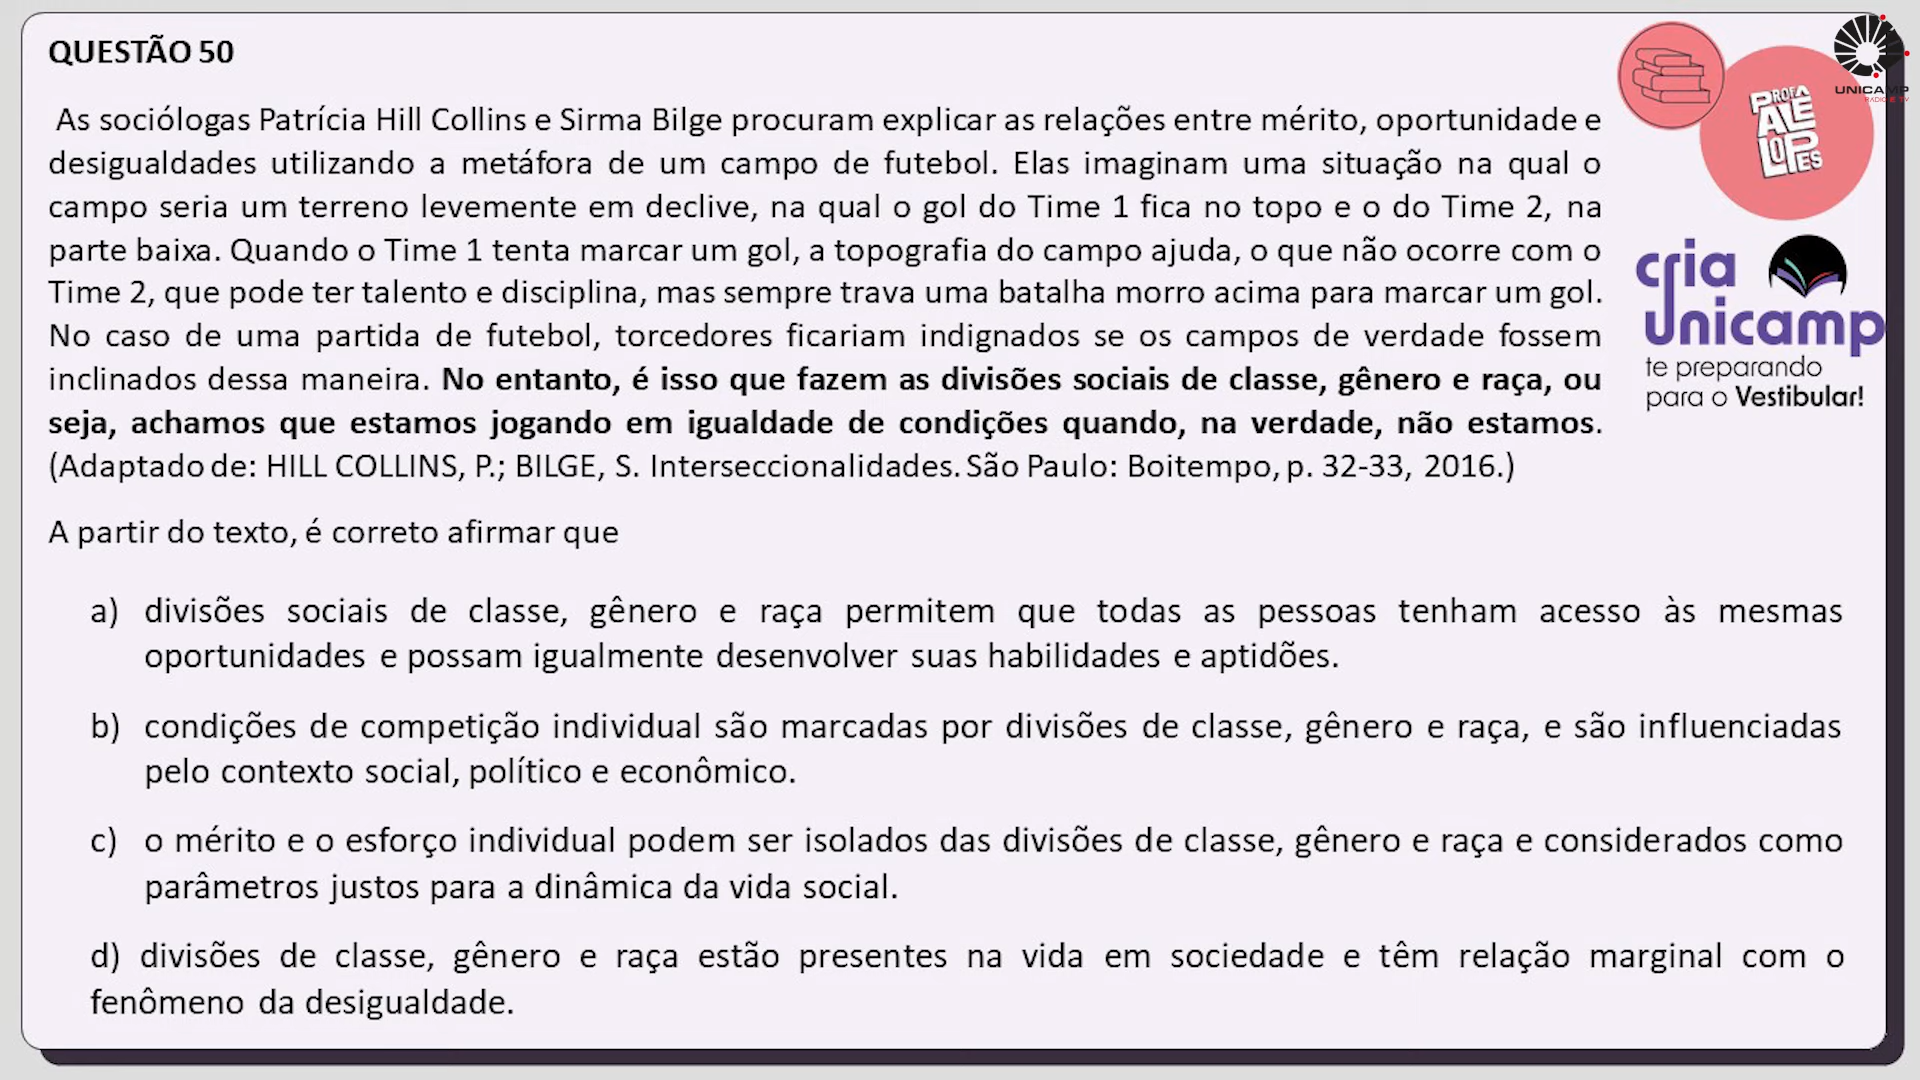 QUESTÃO 50
As sociólogas Patrícia Hill Collins e Sirma Bilge procuram explicar as relações entre mérito, oportunidade e
desigualdades utilizando a metáfora de um campo de futebol. Elas imaginam uma situação na qual o
campo seria um terreno levemente em declive, na qual o gol do Time 1 fica no topo e o do Time 2, na
parte baixa. Quando o Time 1 tenta marcar um gol, a topografia do campo ajuda, o que não ocorre com o
Time 2, que pode ter talento e disciplina, mas sempre trava uma batalha morro acima para marcar um gol.
No caso de uma partida de futebol, torcedores ficariam indignados se os campos de verdade fossem
inclinados dessa maneira. No entanto, é isso que fazem as divisões sociais de classe, gênero e raça, ou
seja, achamos que estamos jogando em igualdade de condições quando, na verdade, não estamos.
(Adaptado de: HILL COLLINS, P.; BILGE, S. Interseccionalidades. São Paulo: Boitempo, p. 32-33, 2016.)
A partir do texto, é correto afirmar que
a) divisões sociais de classe, gênero e raça permitem que todas as pessoas tenham acesso às mesmas
oportunidades e possam igualmente desenvolver suas habilidades e aptidões.
b) condições de competição individual são marcadas por divisões de classe, gênero e raça, e são influenciadas
pelo contexto social, político e econômico.
c) o mérito e o esforço individual podem ser isolados das divisões de classe, gênero e raça e considerados como
parâmetros justos para a dinâmica da vida social.
d) divisões de classe, gênero e raça estão presentes na vida em sociedade e têm relação marginal com o
fenômeno da desigualdade.
PROFA
ALÊ
LOPES
UNICAMP
RÁDIO E TV
cria
Unicamp
te preparando
para o Vestibular!